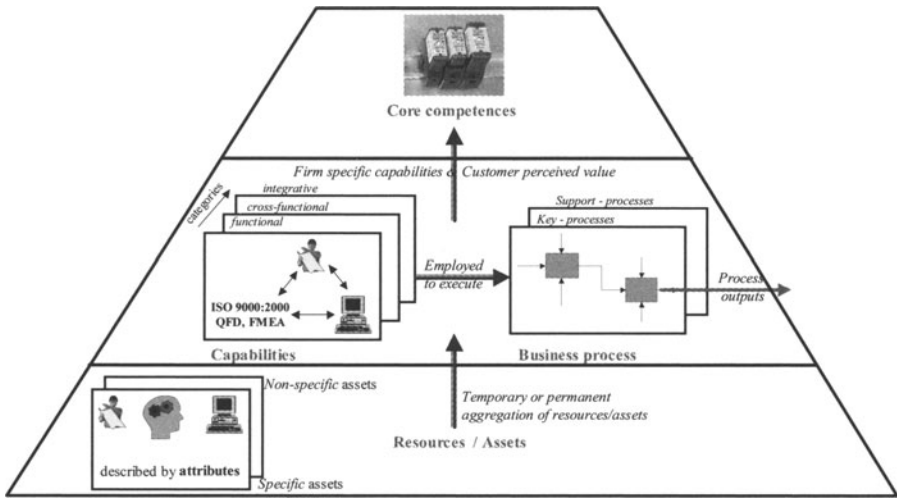 Core competences
Firm specific capabilities & Customer perceived value
categories
integrative
cross-functional
functional
ISO 9000:2000
QFD, FMEA
Capabilities
Employed
to execute
Support - processes
Key - processes
Business process
Process
outputs
Temporary or permanent
aggregation of resources/assets
Resources / Assets
Non-specific assets
described by attributes
Specific assets